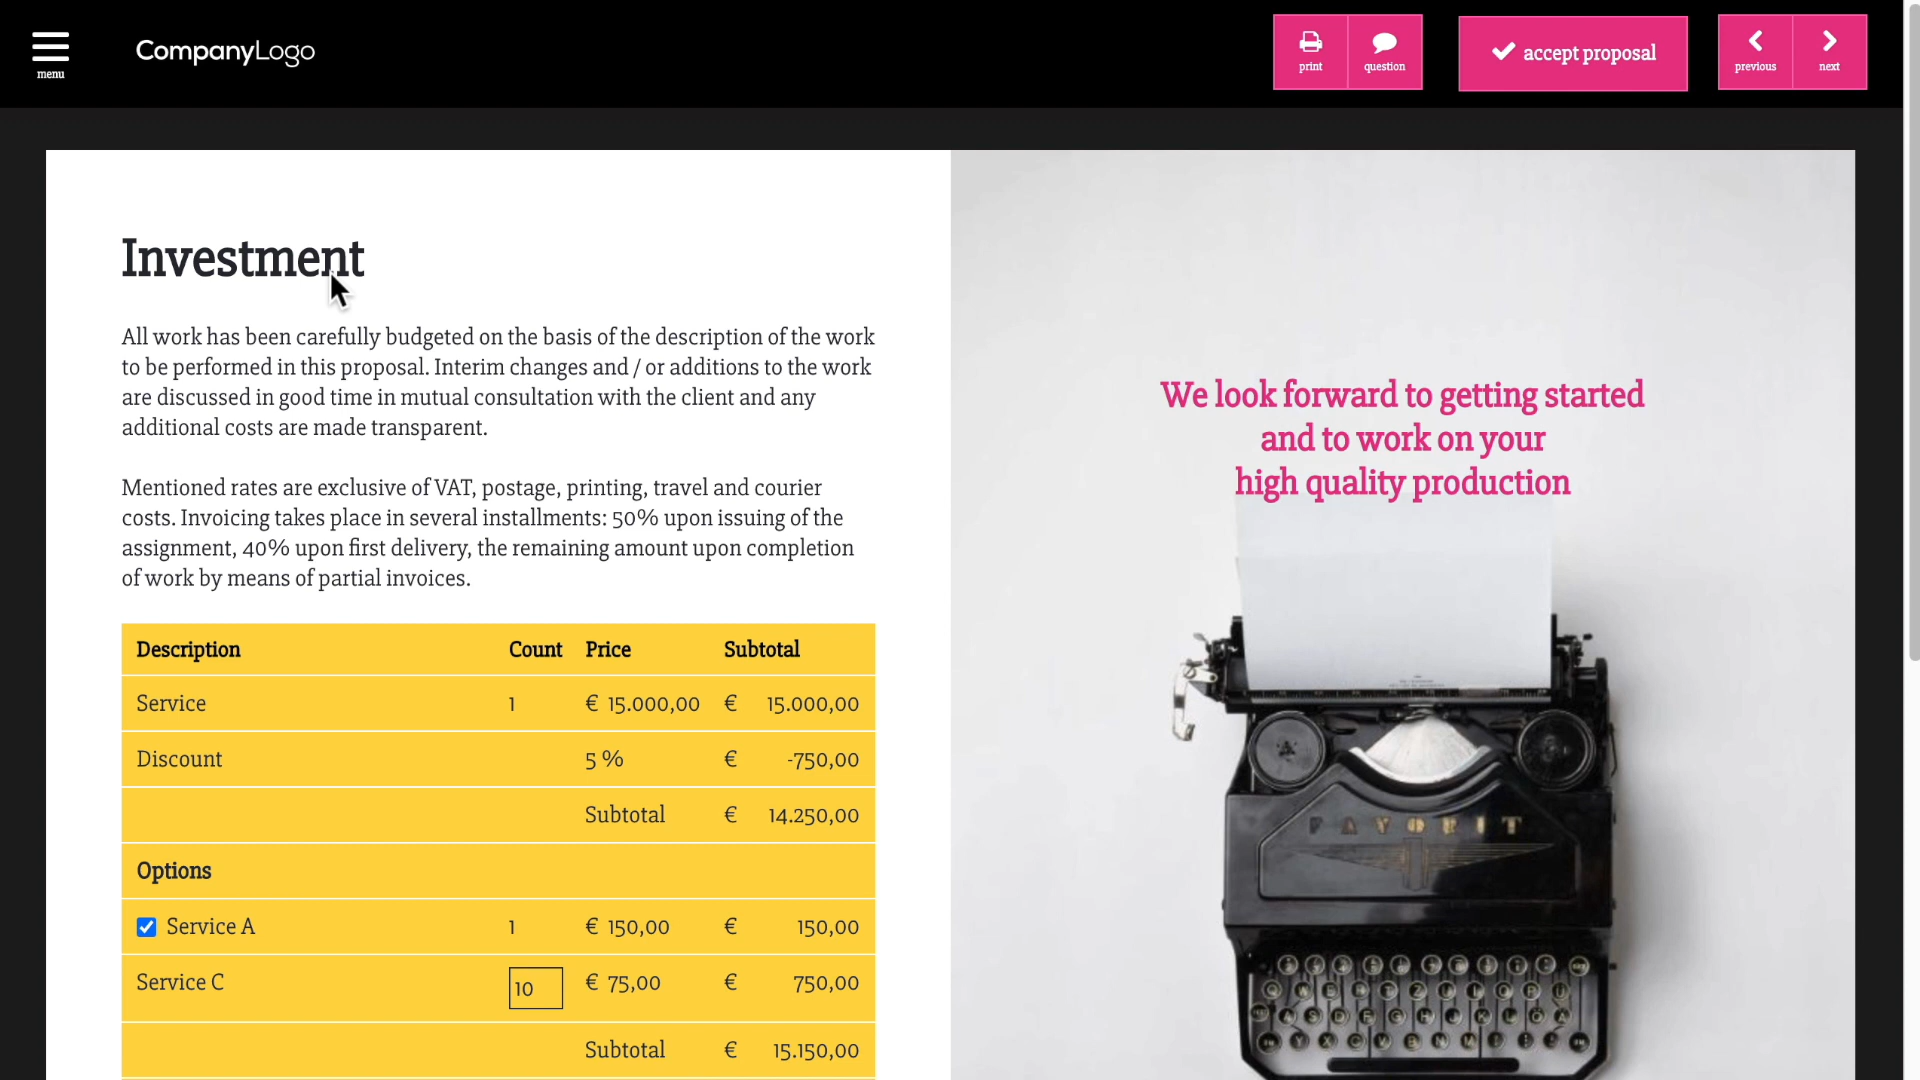 menu
CompanyLogo
print
question
accept proposal
previous
next
Investment
All work has been carefully budgeted on the basis of the description of the work
to be performed in this proposal. Interim changes and / or additions to the work
are discussed in good time in mutual consultation with the client and any
additional costs are made transparent.
Mentioned rates are exclusive of VAT, postage, printing, travel and courier
costs. Invoicing takes place in several installments: 50% upon issuing of the
assignment, 40% upon first delivery, the remaining amount upon completion
of work by means of partial invoices.
Description Count Price Subtotal
Service 1 € 15.000,00 € 15.000,00
Discount 5 % € -750,00
Subtotal € 14.250,00
Options
Service A 1 € 150,00 € 150,00
Service C 10 € 75,00 € 750,00
Subtotal € 15.150,00
We look forward to getting started
and to work on your
high quality production
FAVORIT